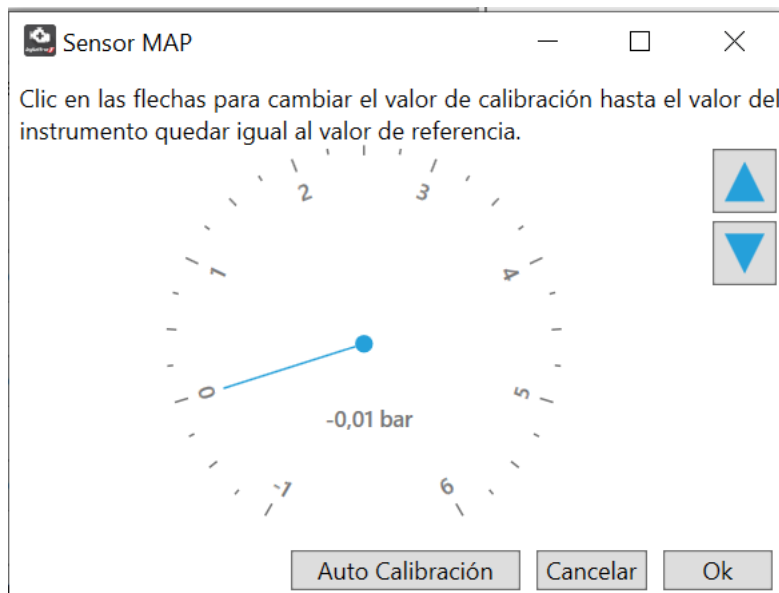 Sensor MAP
Clic en las flechas para cambiar el valor de calibración hasta el valor del
instrumento quedar igual al valor de referencia.
2
3
1
4
0
5
-0,01 bar
-1
6
Auto Calibración
Cancelar
Ok